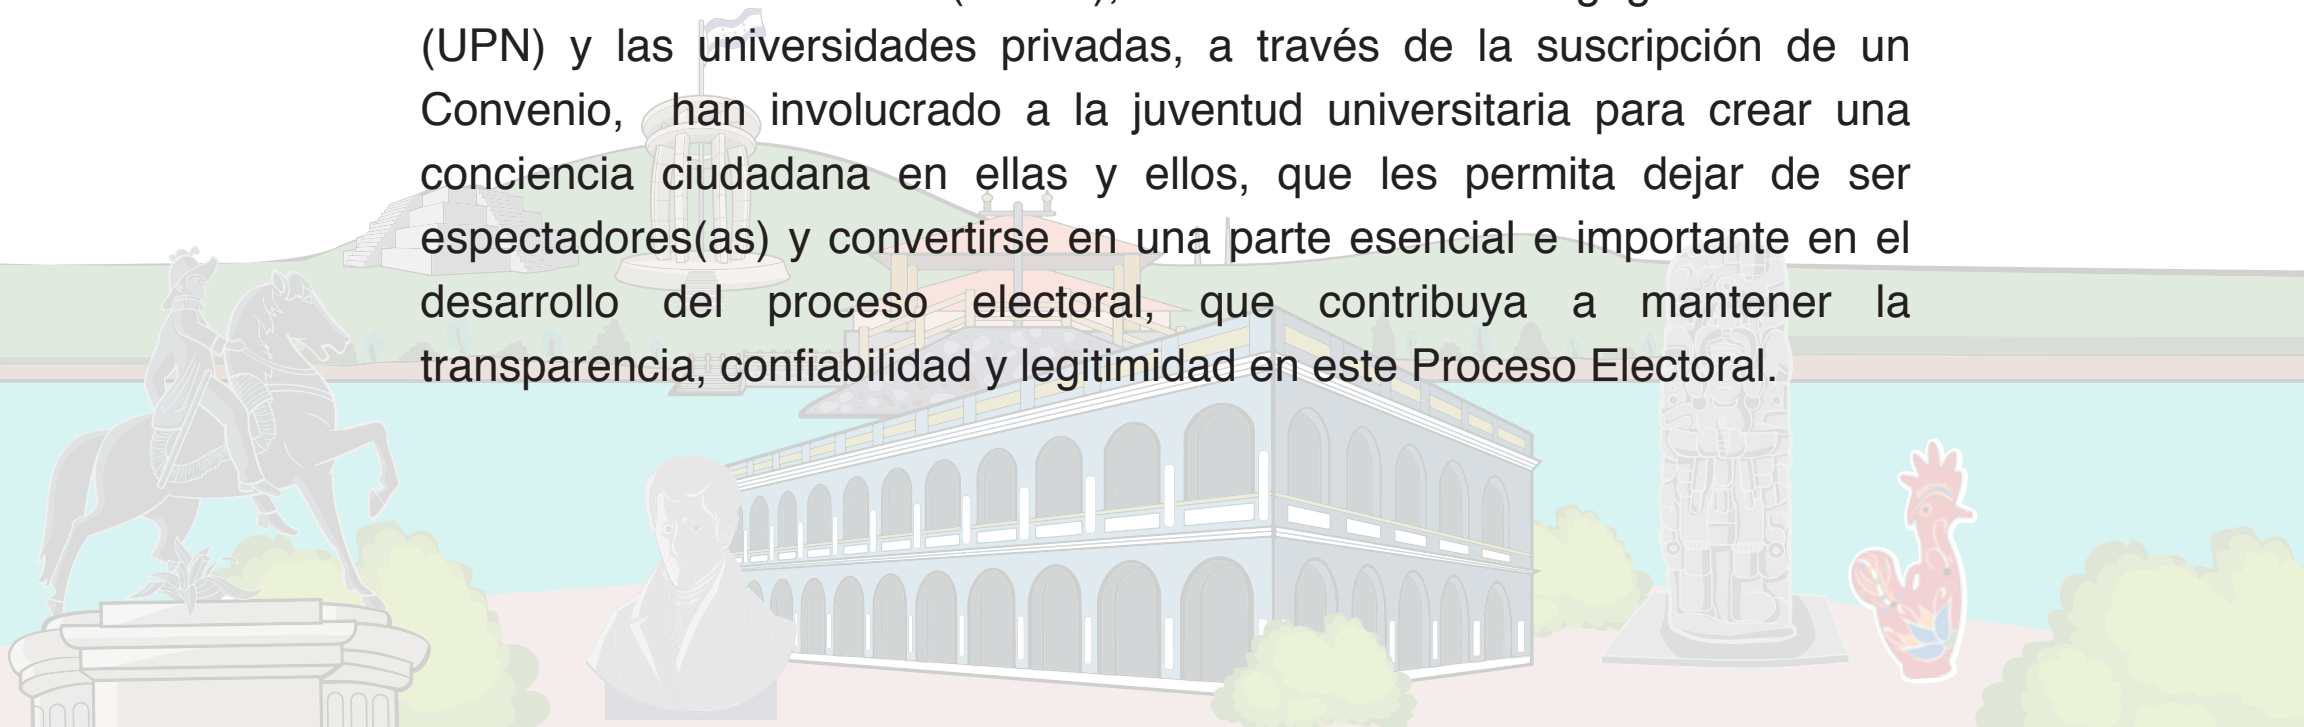 (UPN) y las universidades privadas, a través de la suscripción de un
Convenio, han involucrado a la juventud universitaria para crear una
conciencia ciudadana en ellas y ellos, que les permita dejar de ser
espectadores(as) y convertirse en una parte esencial e importante en el
desarrollo del proceso electoral, que contribuya a mantener la
transparencia, confiabilidad y legitimidad en este Proceso Electoral.